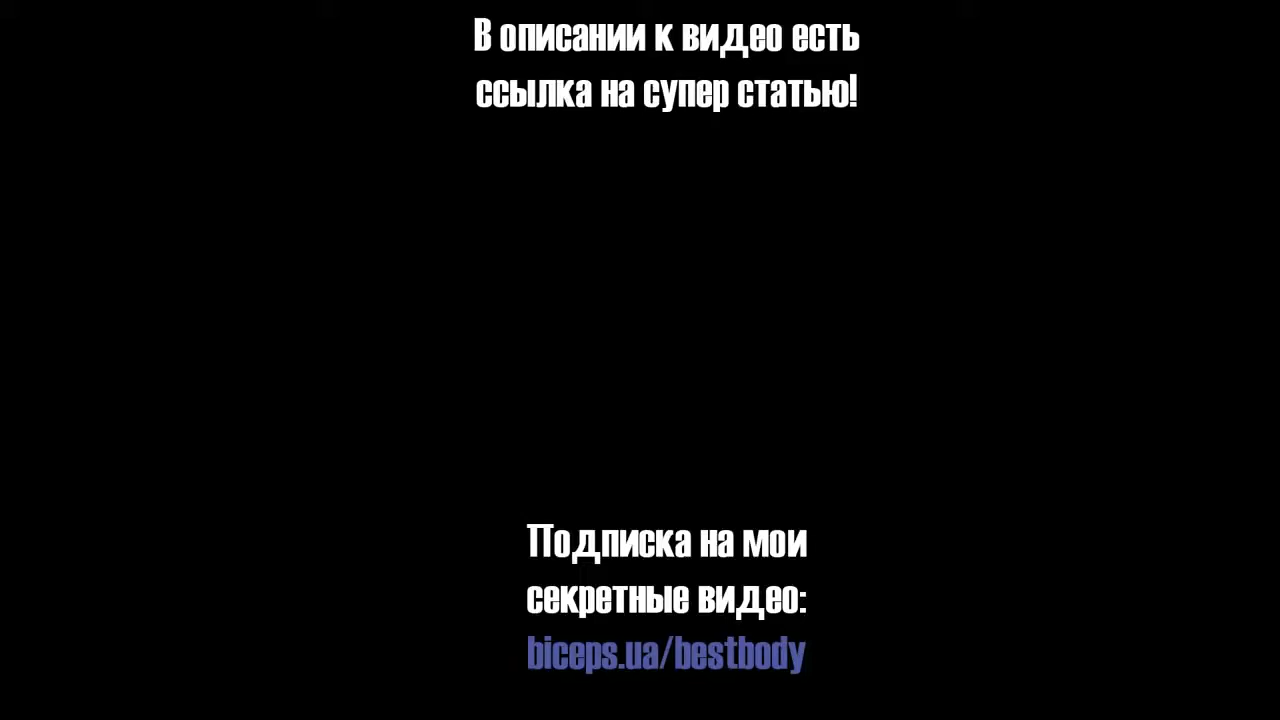 В описании к видео есть
ссылка на супер статью!
Подписка на мои
секретные видео:
biceps.ua/bestbody